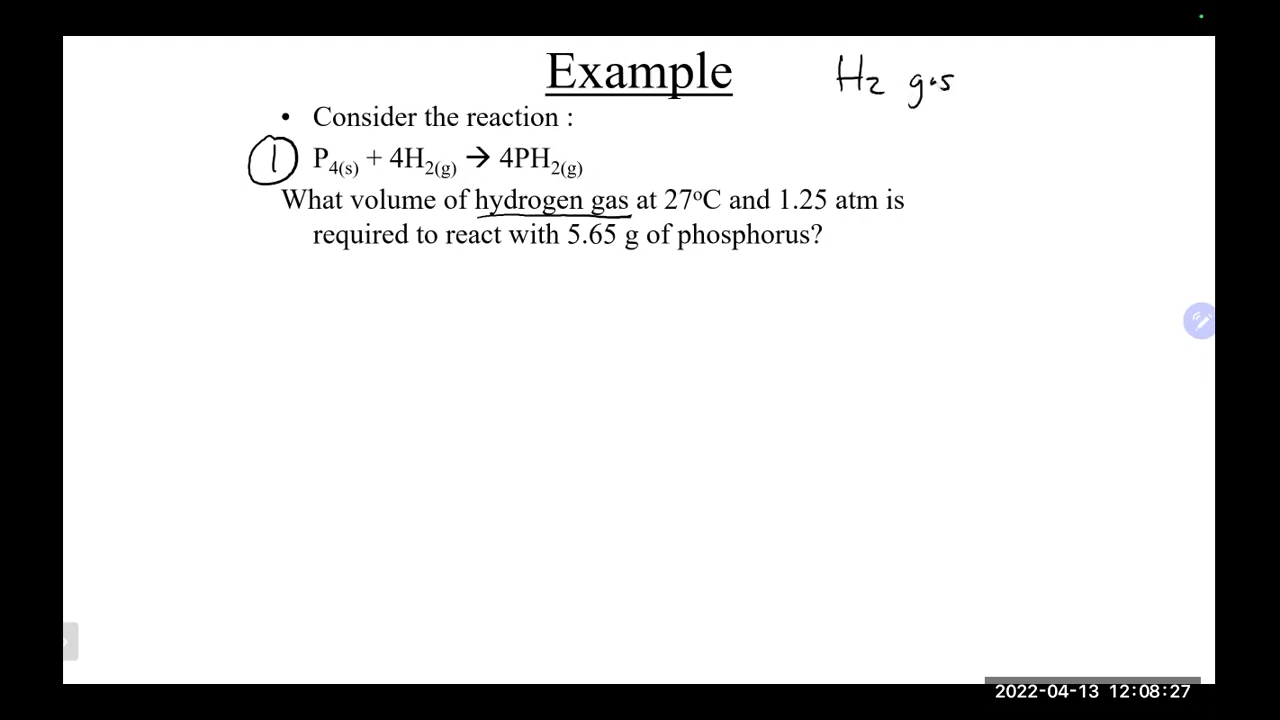 Example
H₂ gas
• Consider the reaction :
① P₄₍ₛ₎ + 4H₂₍g₎ → 4PH₂₍g₎
What volume of hydrogen gas at 27ᵒC and 1.25 atm is
required to react with 5.65 g of phosphorus?
2022-04-13 12:08:27